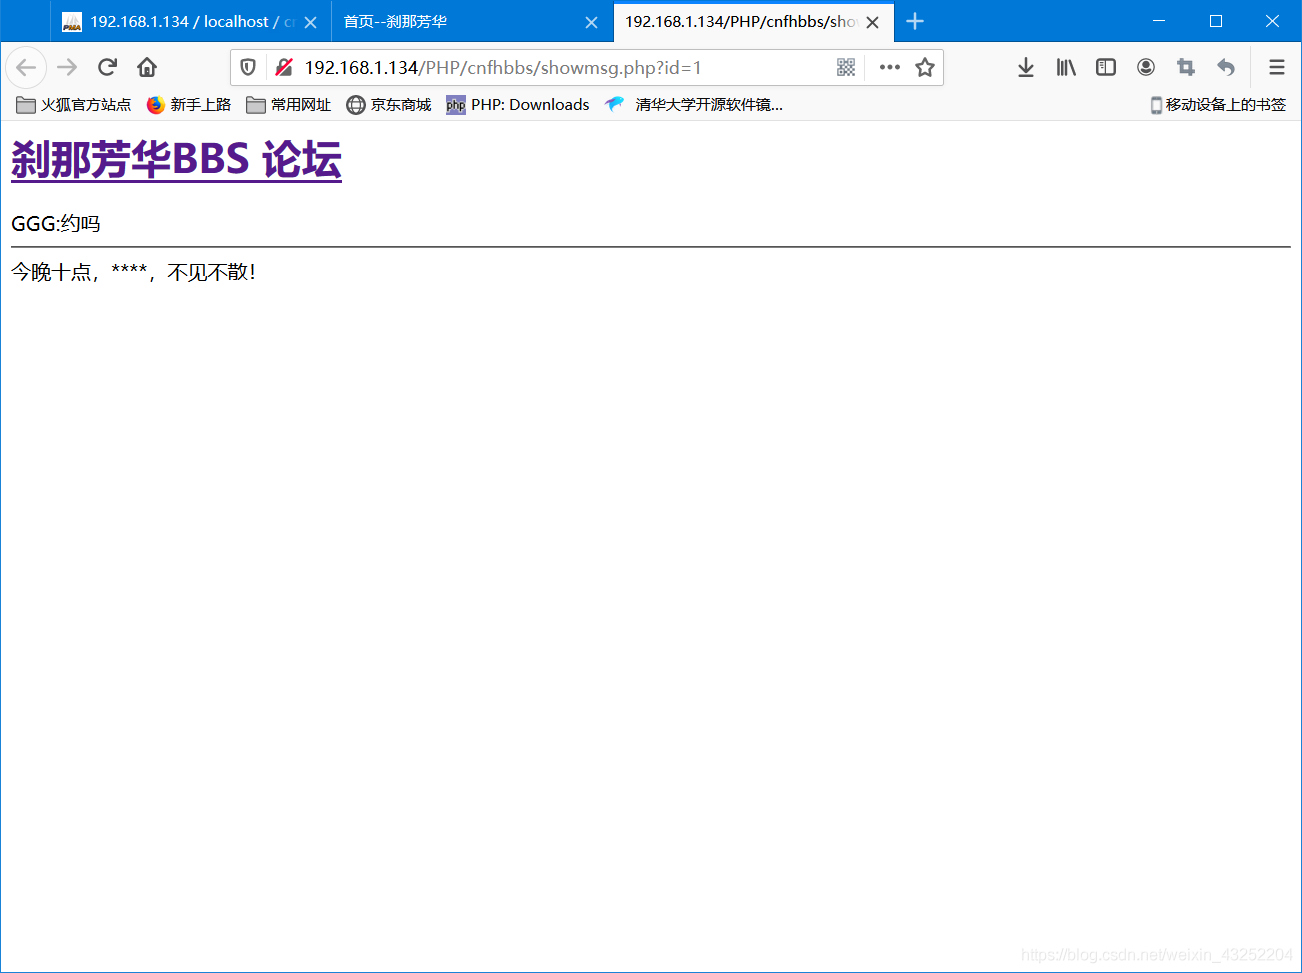 192.168.1.134 / localhost / cn
首页--刹那芳华
192.168.1.134/PHP/cnfhbbs/sho
192.168.1.134/PHP/cnfhbbs/showmsg.php?id=1
火狐官方站点 新手上路 常用网址 京东商城 php PHP: Downloads 清华大学开源软件镜... 移动设备上的书签
刹那芳华BBS 论坛
GGG:约吗
今晚十点，****，不见不散！
https://blog.csdn.net/weixin_43252204